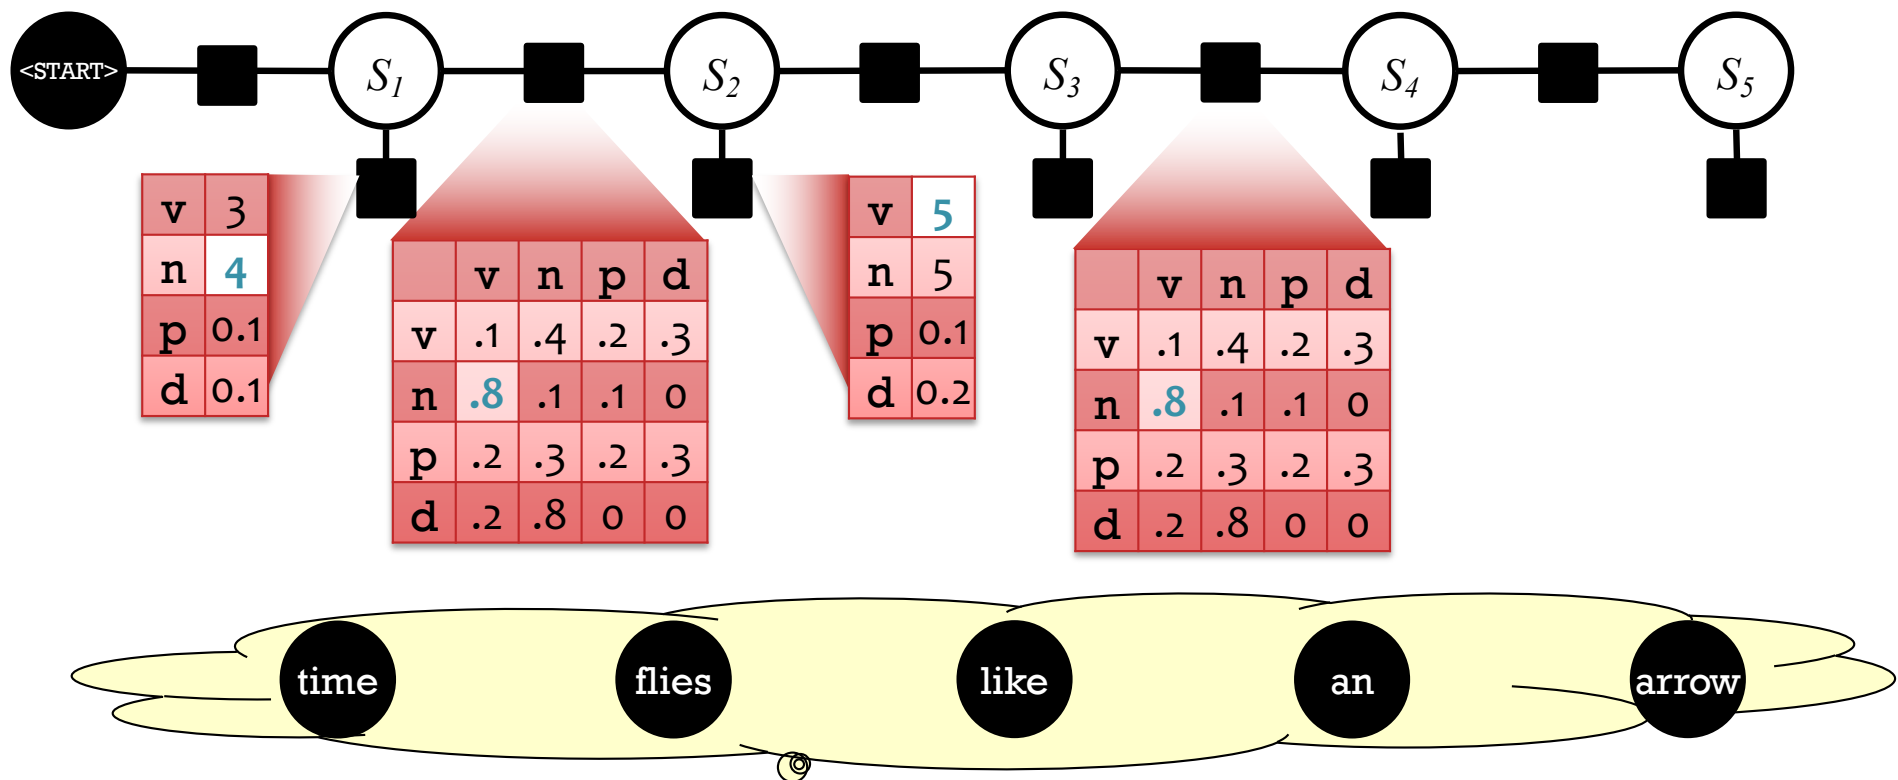 <START> S1 S2 S3 S4 S5
v 3
n 4
p 0.1
d 0.1
v n p d
v .1 .4 .2 .3
n .8 .1 .1 0
p .2 .3 .2 .3
d .2 .8 0 0
v 5
n 5
p 0.1
d 0.2
v n p d
v .1 .4 .2 .3
n .8 .1 .1 0
p .2 .3 .2 .3
d .2 .8 0 0
time flies like an arrow